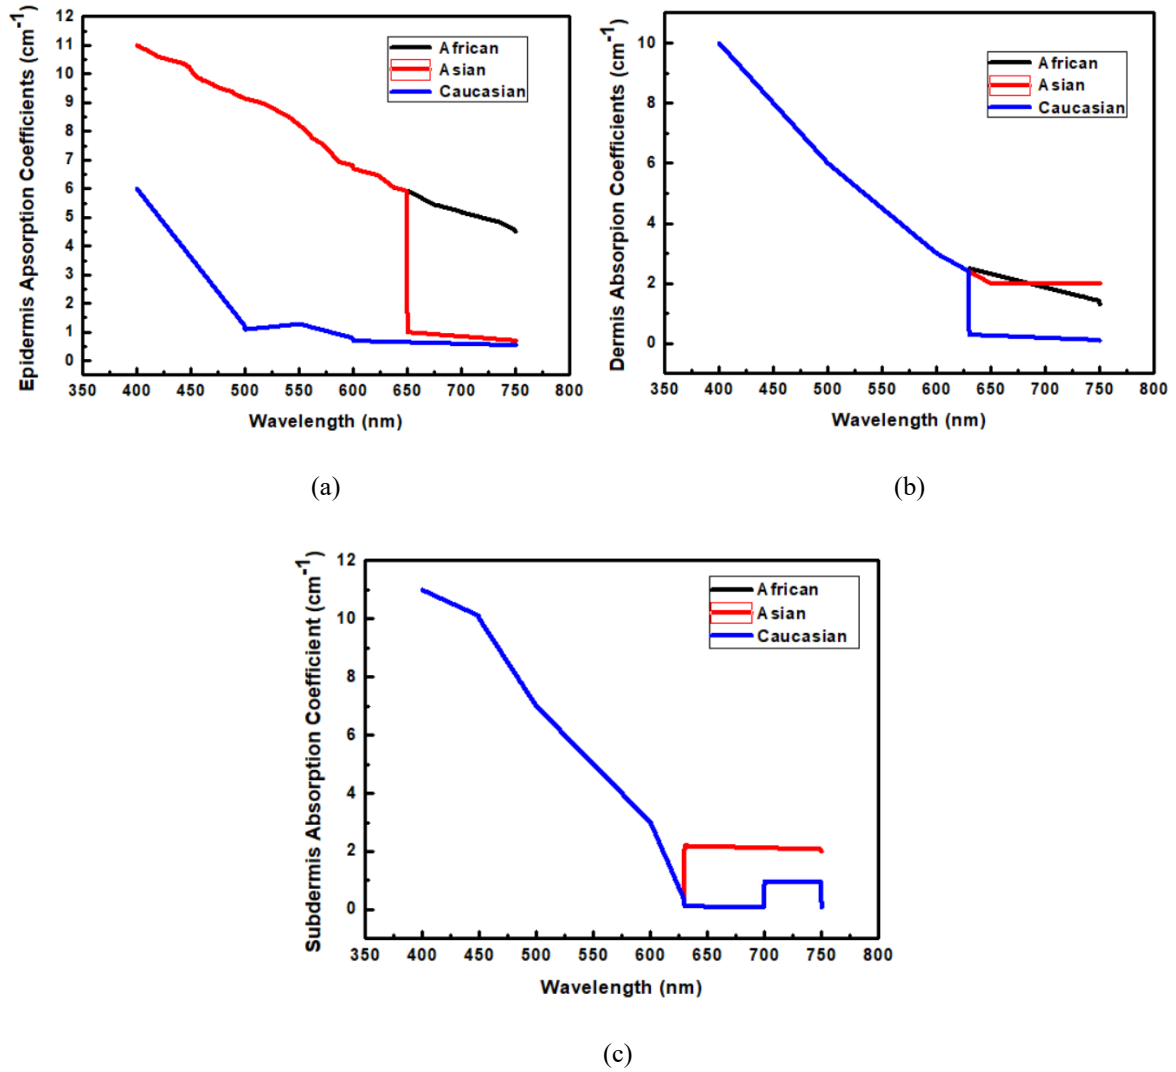 Epidermis Apsorption Coefficients (cm⁻¹)
12
11
10
9
8
7
6
5
4
3
2
1
0
African
Asian
Caucasian
350 400 450 500 550 600 650 700 750 800
Wavelength (nm)
(a)
Dermis Absorpion Coefficients (cm⁻¹)
10
8
6
4
2
0
African
Asian
Caucasian
350 400 450 500 550 600 650 700 750 800
Wavelength (nm)
(b)
Subdermis Absorption Coefficient (cm⁻¹)
12
10
8
6
4
2
0
African
Asian
Caucasian
350 400 450 500 550 600 650 700 750 800
Wavelength (nm)
(c)